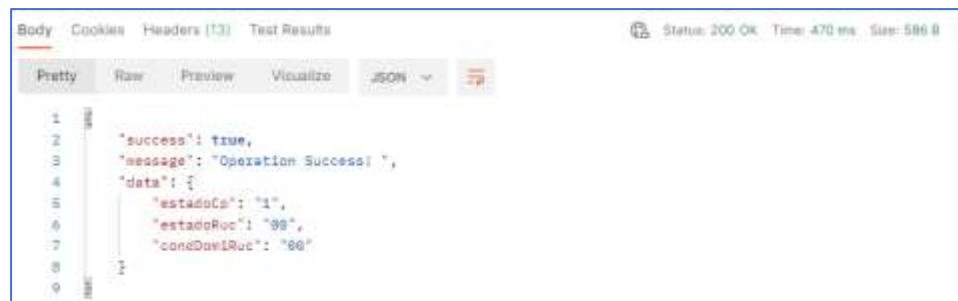 Body Cookies Headers (13) Test Results Status: 200 OK Time: 470 ms Size: 586 B
Pretty Raw Preview Visualize JSON
1
2 "success": true,
3 "message": "Operation Success! ",
4 "data": {
5 "estadoCp": "1",
6 "estadoRuc": "00",
7 "condDomiRuc": "00"
8 }
9